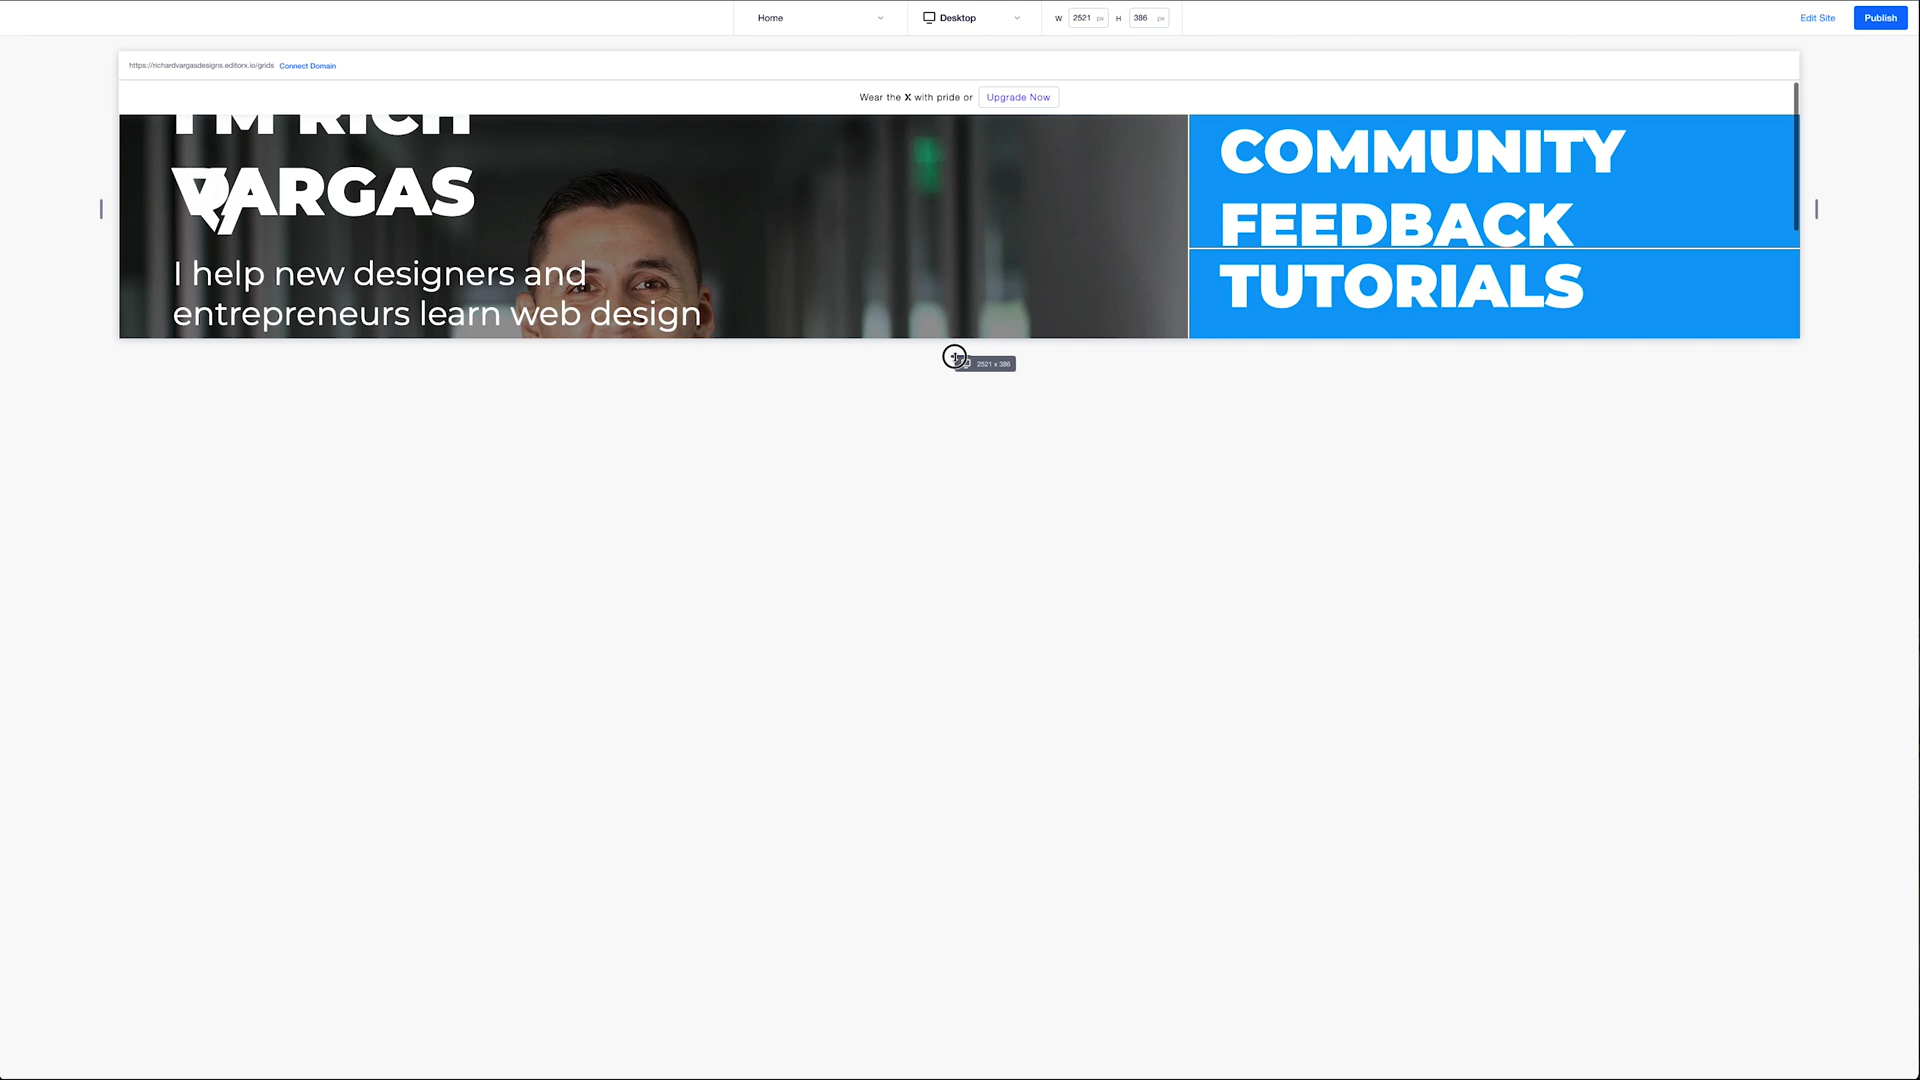 Home
Desktop
W 2521 px H 386 px
Edit Site
Publish
https://richardvargasdesigns.editorx.io/grids Connect Domain
Wear the X with pride or Upgrade Now
I'M RICH
VARGAS
I help new designers and
entrepreneurs learn web design
COMMUNITY
FEEDBACK
TUTORIALS
2521 x 386